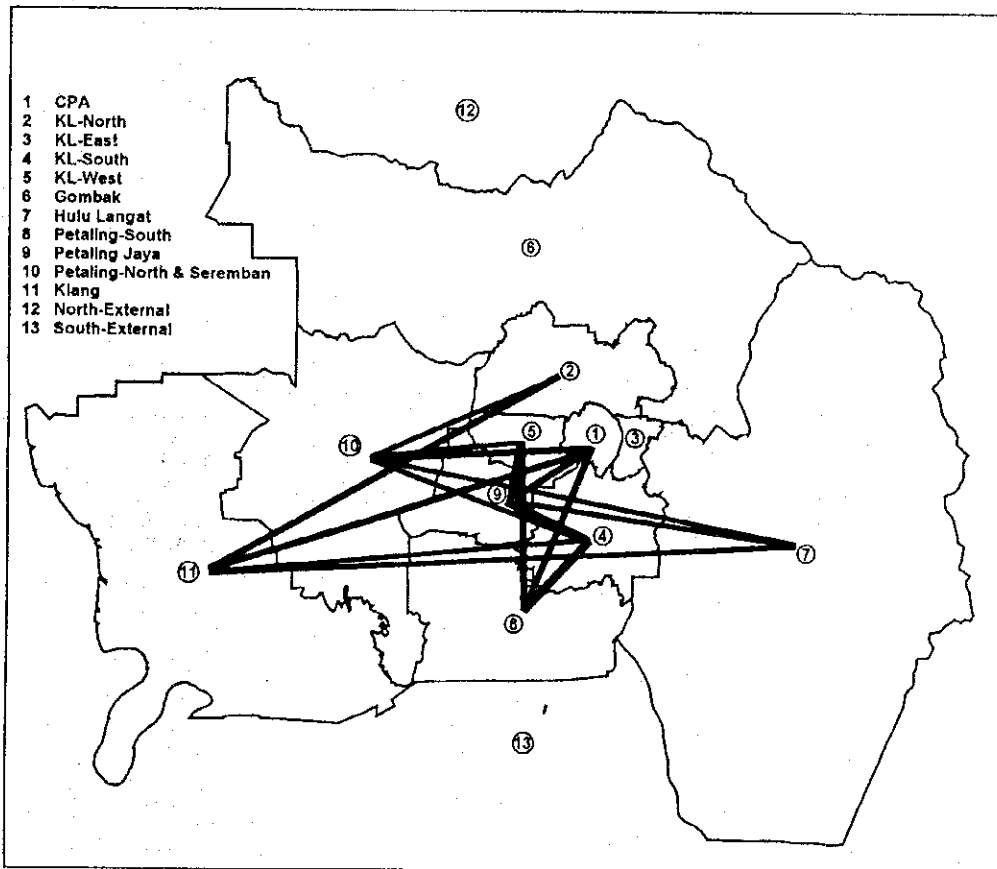 1 CPA
2 KL-North
3 KL-East
4 KL-South
5 KL-West
6 Gombak
7 Hulu Langat
8 Petaling-South
9 Petaling Jaya
10 Petaling-North & Seremban
11 Klang
12 North-External
13 South-External
12
6
2
5
1
3
10
9
4
7
11
8
13